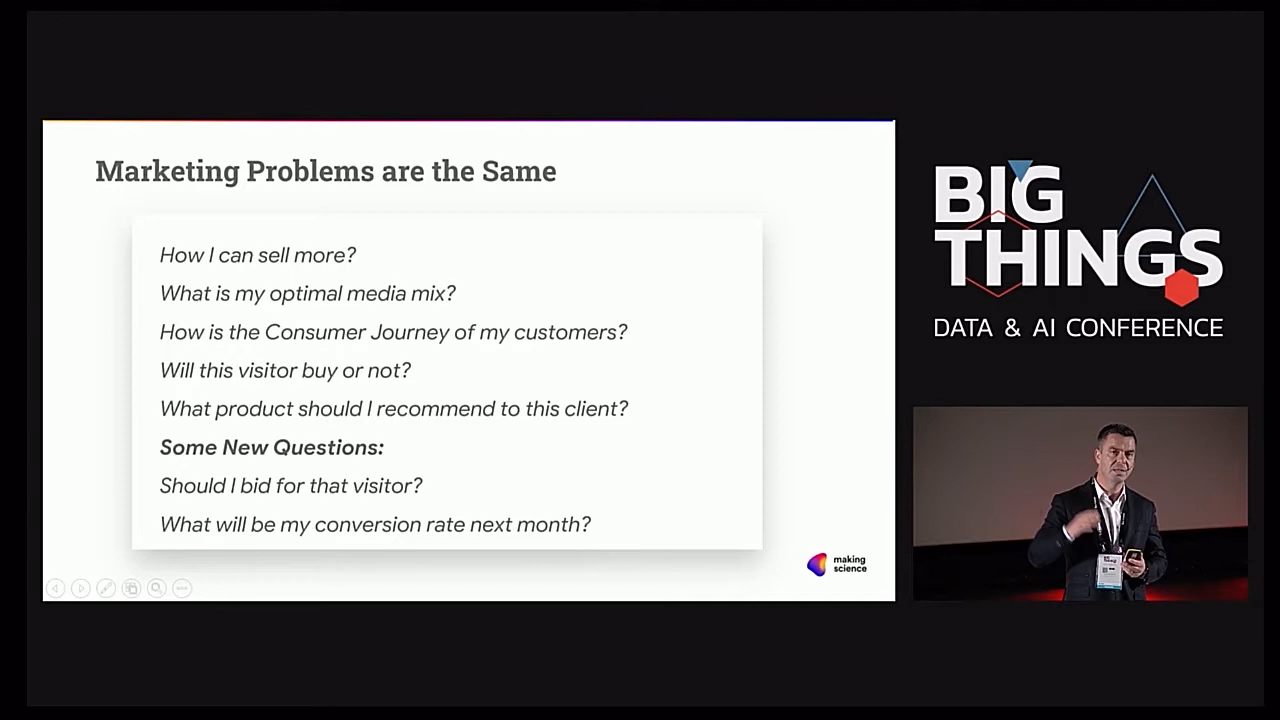 Marketing Problems are the Same
How I can sell more?
What is my optimal media mix?
How is the Consumer Journey of my customers?
Will this visitor buy or not?
What product should I recommend to this client?
Some New Questions:
Should I bid for that visitor?
What will be my conversion rate next month?
making
science
BIG
THINGS
DATA & AI CONFERENCE